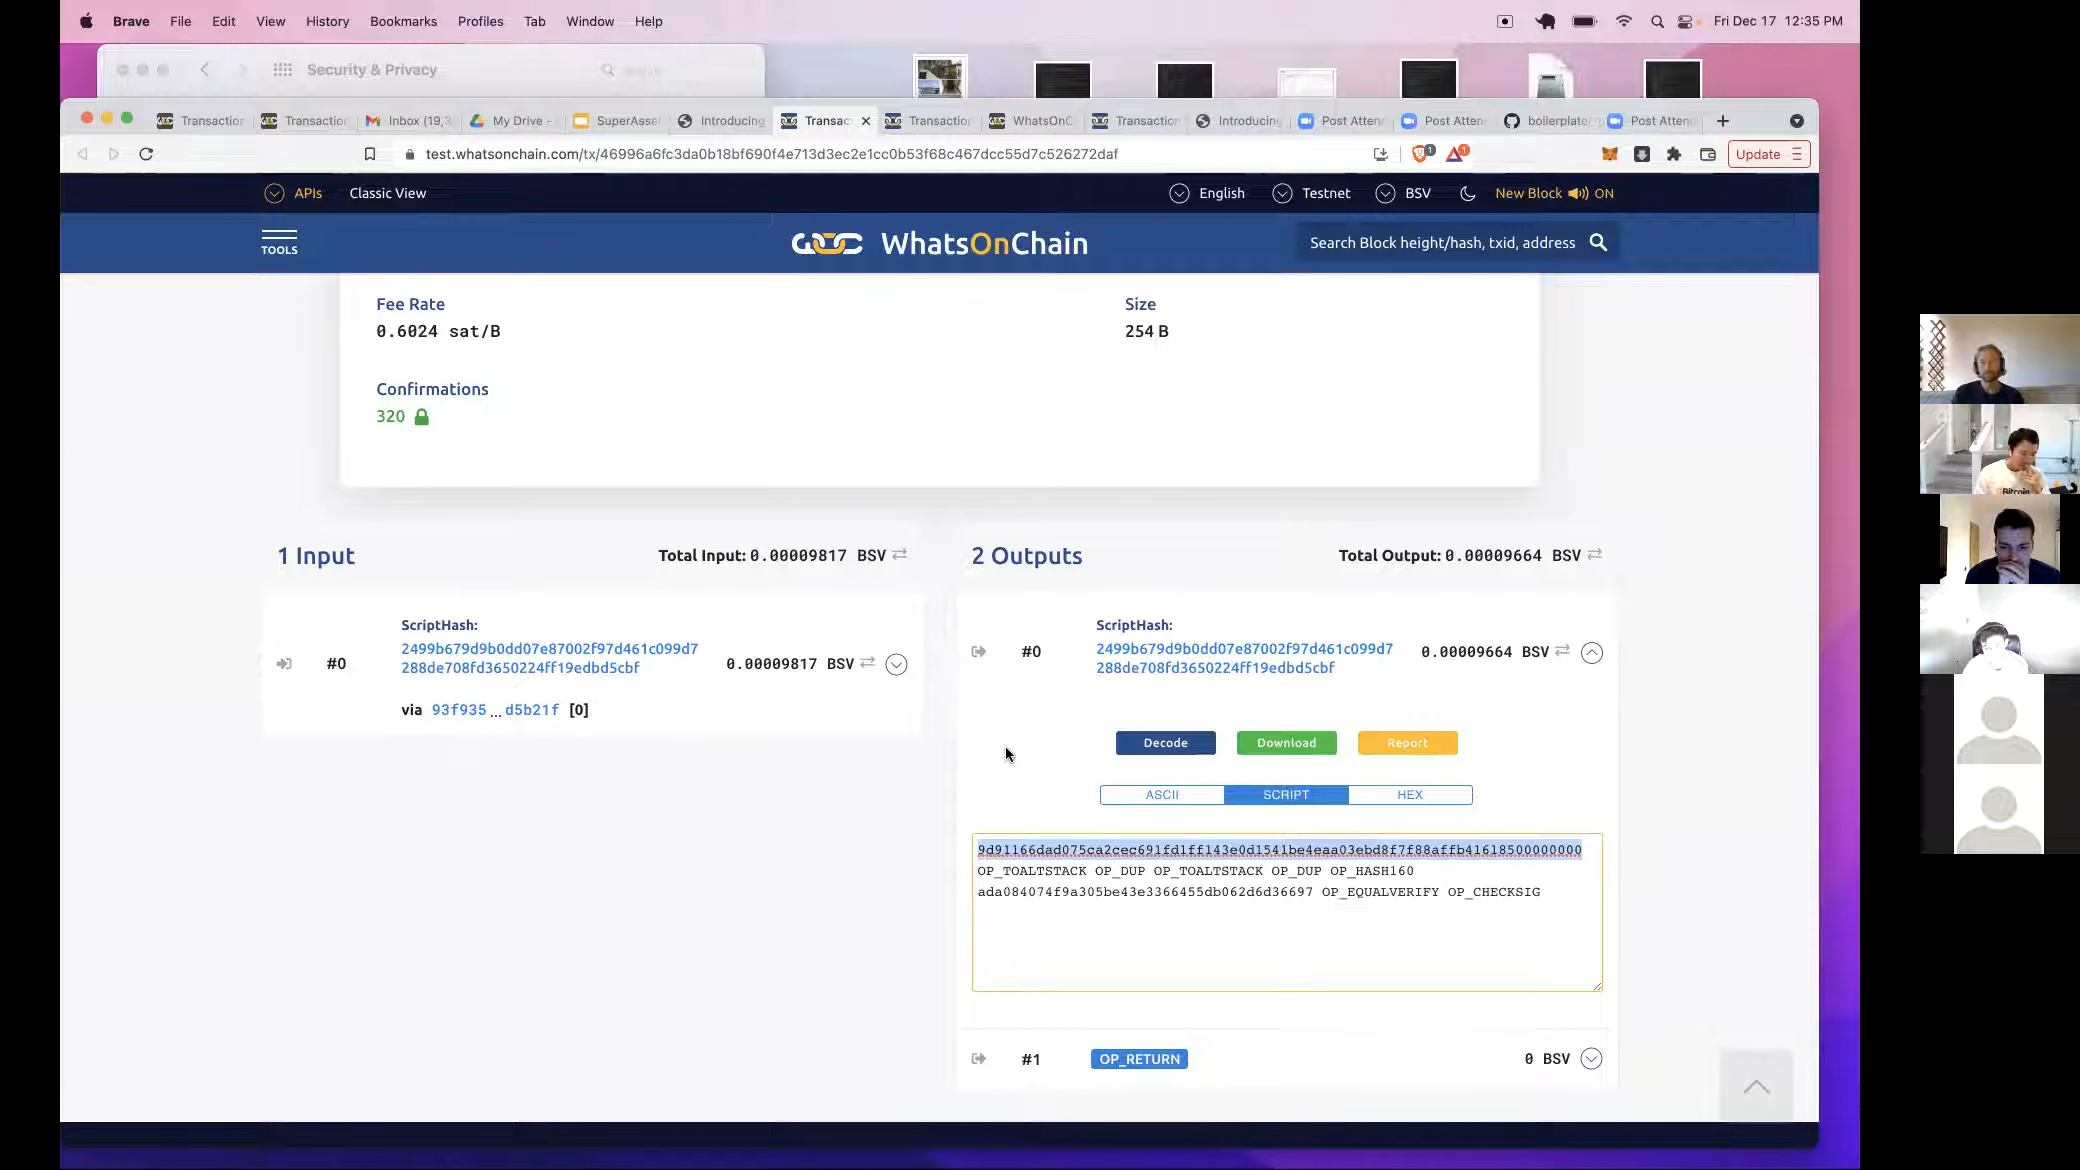 Brave File Edit View History Bookmarks Profiles Tab Window Help Fri Dec 17 12:35 PM
Security & Privacy
Transaction Transaction Inbox (19,3 My Drive - SuperAsse Introducing Transac Transaction WhatsOnC Transaction Introducing Post Atten Post Atten boilerplate/ Post Atten
test.whatsonchain.com/tx/46996a6fc3da0b18bf690f4e713d3ec2e1cc0b53f68c467dcc55d7c526272daf 1 1 Update
APIs Classic View English Testnet BSV New Block ON
TOOLS
WhatsOnChain
Search Block height/hash, txid, address
Fee Rate Size
0.6024 sat/B 254 B
Confirmations
320
1 Input Total Input: 0.00009817 BSV
2 Outputs Total Output: 0.00009664 BSV
ScriptHash:
#0 2499b679d9b0dd07e87002f97d461c099d7
288de708fd3650224ff19edbd5cbf
0.00009817 BSV
via 93f935 ... d5b21f [0]
ScriptHash:
#0 2499b679d9b0dd07e87002f97d461c099d7
288de708fd3650224ff19edbd5cbf
0.00009664 BSV
Decode Download Report
ASCII SCRIPT HEX
9d91166dad075ca2cec691fd1ff143e0d1541be4eaa03ebd8f7f88affb41618500000000
OP_TOALTSTACK OP_DUP OP_TOALTSTACK OP_DUP OP_HASH160
ada084074f9a305be43e3366455db062d6d36697 OP_EQUALVERIFY OP_CHECKSIG
#1 OP_RETURN 0 BSV
Bitcoin